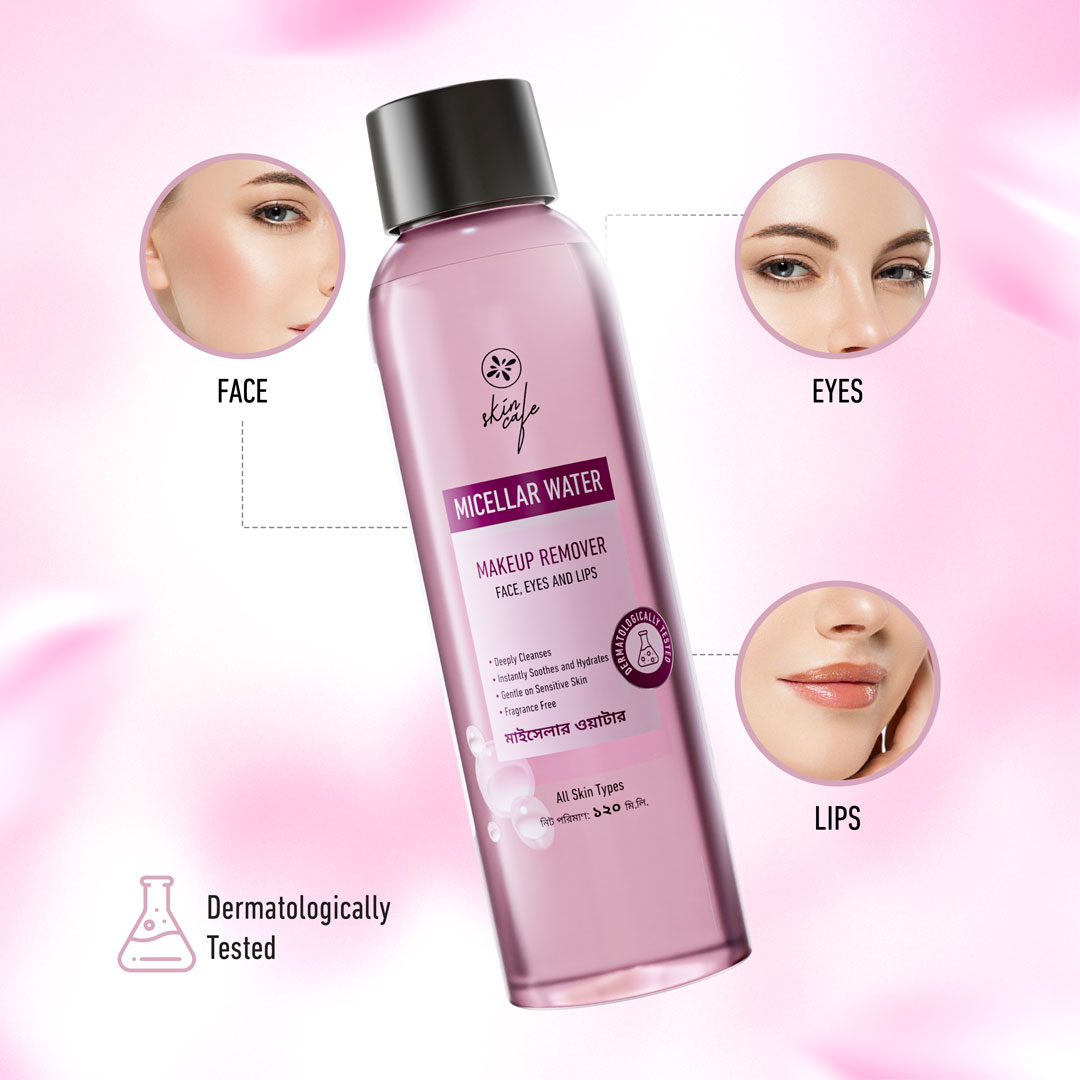 FACE
EYES
skin
cafe
MICELLAR WATER
MAKEUP REMOVER
FACE, EYES AND LIPS
DERMATOLOGICALLY TESTED
• Deeply Cleanses
• Instantly Soothes and Hydrates
• Gentle on Sensitive Skin
• Fragrance Free
মাইসেলার ওয়াটার
All Skin Types
নিট পরিমাণ: ১২০ মি.লি.
LIPS
Dermatologically
Tested